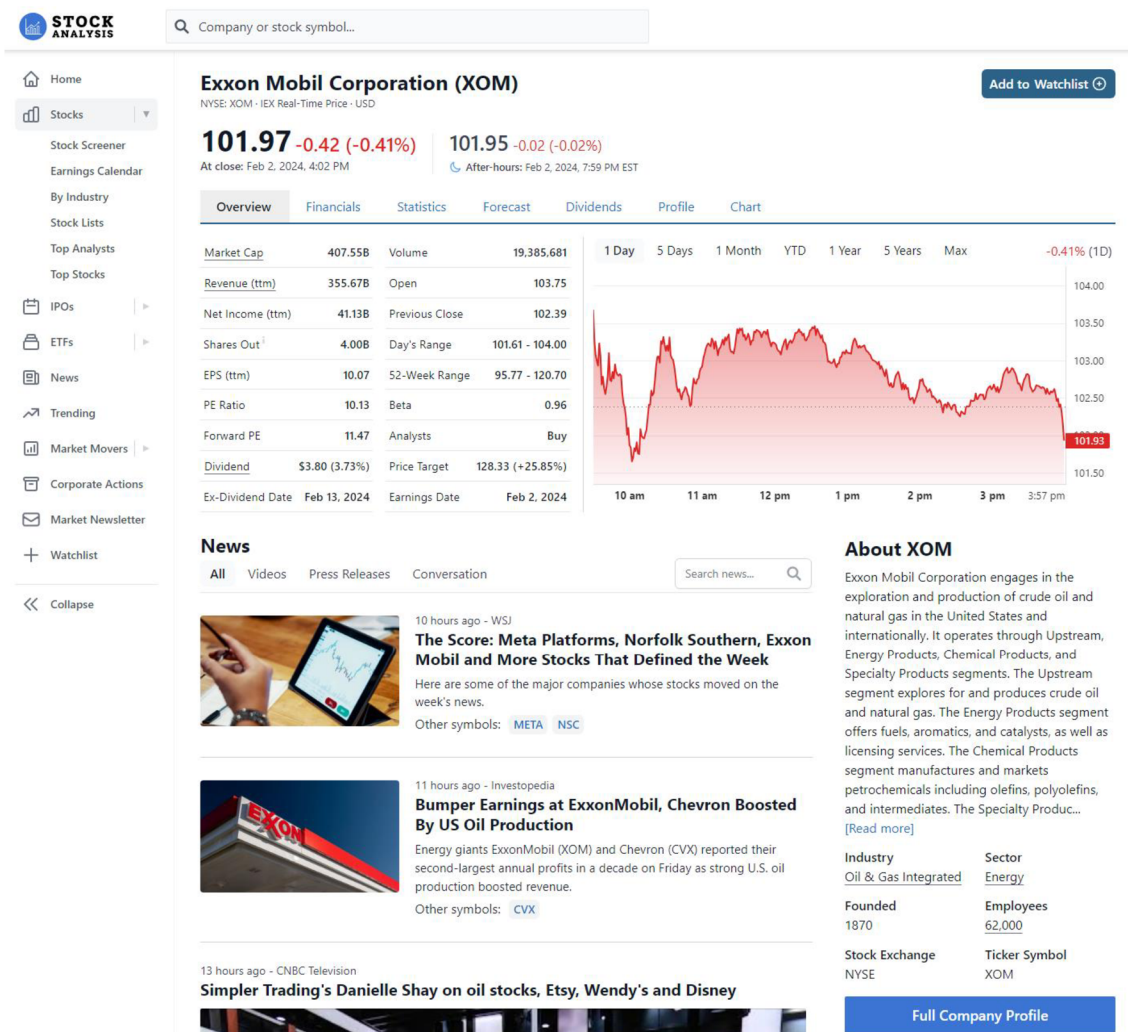 STOCK
ANALYSIS
Company or stock symbol...
Home
Stocks
Stock Screener
Earnings Calendar
By Industry
Stock Lists
Top Analysts
Top Stocks
IPOs
ETFs
News
Trending
Market Movers
Corporate Actions
Market Newsletter
Watchlist
Collapse
Exxon Mobil Corporation (XOM)
NYSE: XOM · IEX Real-Time Price · USD
Add to Watchlist
101.97 -0.42 (-0.41%)
At close: Feb 2, 2024, 4:02 PM
101.95 -0.02 (-0.02%)
After-hours: Feb 2, 2024, 7:59 PM EST
Overview Financials Statistics Forecast Dividends Profile Chart
Market Cap 407.55B Volume 19,385,681
Revenue (ttm) 355.67B Open 103.75
Net Income (ttm) 41.13B Previous Close 102.39
Shares Out 4.00B Day's Range 101.61 - 104.00
EPS (ttm) 10.07 52-Week Range 95.77 - 120.70
PE Ratio 10.13 Beta 0.96
Forward PE 11.47 Analysts Buy
Dividend $3.80 (3.73%) Price Target 128.33 (+25.85%)
Ex-Dividend Date Feb 13, 2024 Earnings Date Feb 2, 2024
1 Day 5 Days 1 Month YTD 1 Year 5 Years Max -0.41% (1D)
104.00
103.50
103.00
102.50
101.93
101.50
10 am 11 am 12 pm 1 pm 2 pm 3 pm 3:57 pm
News
All Videos Press Releases Conversation
Search news...
10 hours ago - WSJ
The Score: Meta Platforms, Norfolk Southern, Exxon
Mobil and More Stocks That Defined the Week
Here are some of the major companies whose stocks moved on the
week's news.
Other symbols: META NSC
EXXON
11 hours ago - Investopedia
Bumper Earnings at ExxonMobil, Chevron Boosted
By US Oil Production
Energy giants ExxonMobil (XOM) and Chevron (CVX) reported their
second-largest annual profits in a decade on Friday as strong U.S. oil
production boosted revenue.
Other symbols: CVX
13 hours ago - CNBC Television
Simpler Trading's Danielle Shay on oil stocks, Etsy, Wendy's and Disney
About XOM
Exxon Mobil Corporation engages in the
exploration and production of crude oil and
natural gas in the United States and
internationally. It operates through Upstream,
Energy Products, Chemical Products, and
Specialty Products segments. The Upstream
segment explores for and produces crude oil
and natural gas. The Energy Products segment
offers fuels, aromatics, and catalysts, as well as
licensing services. The Chemical Products
segment manufactures and markets
petrochemicals including olefins, polyolefins,
and intermediates. The Specialty Produc...
[Read more]
Industry Sector
Oil & Gas Integrated Energy
Founded Employees
1870 62,000
Stock Exchange Ticker Symbol
NYSE XOM
Full Company Profile